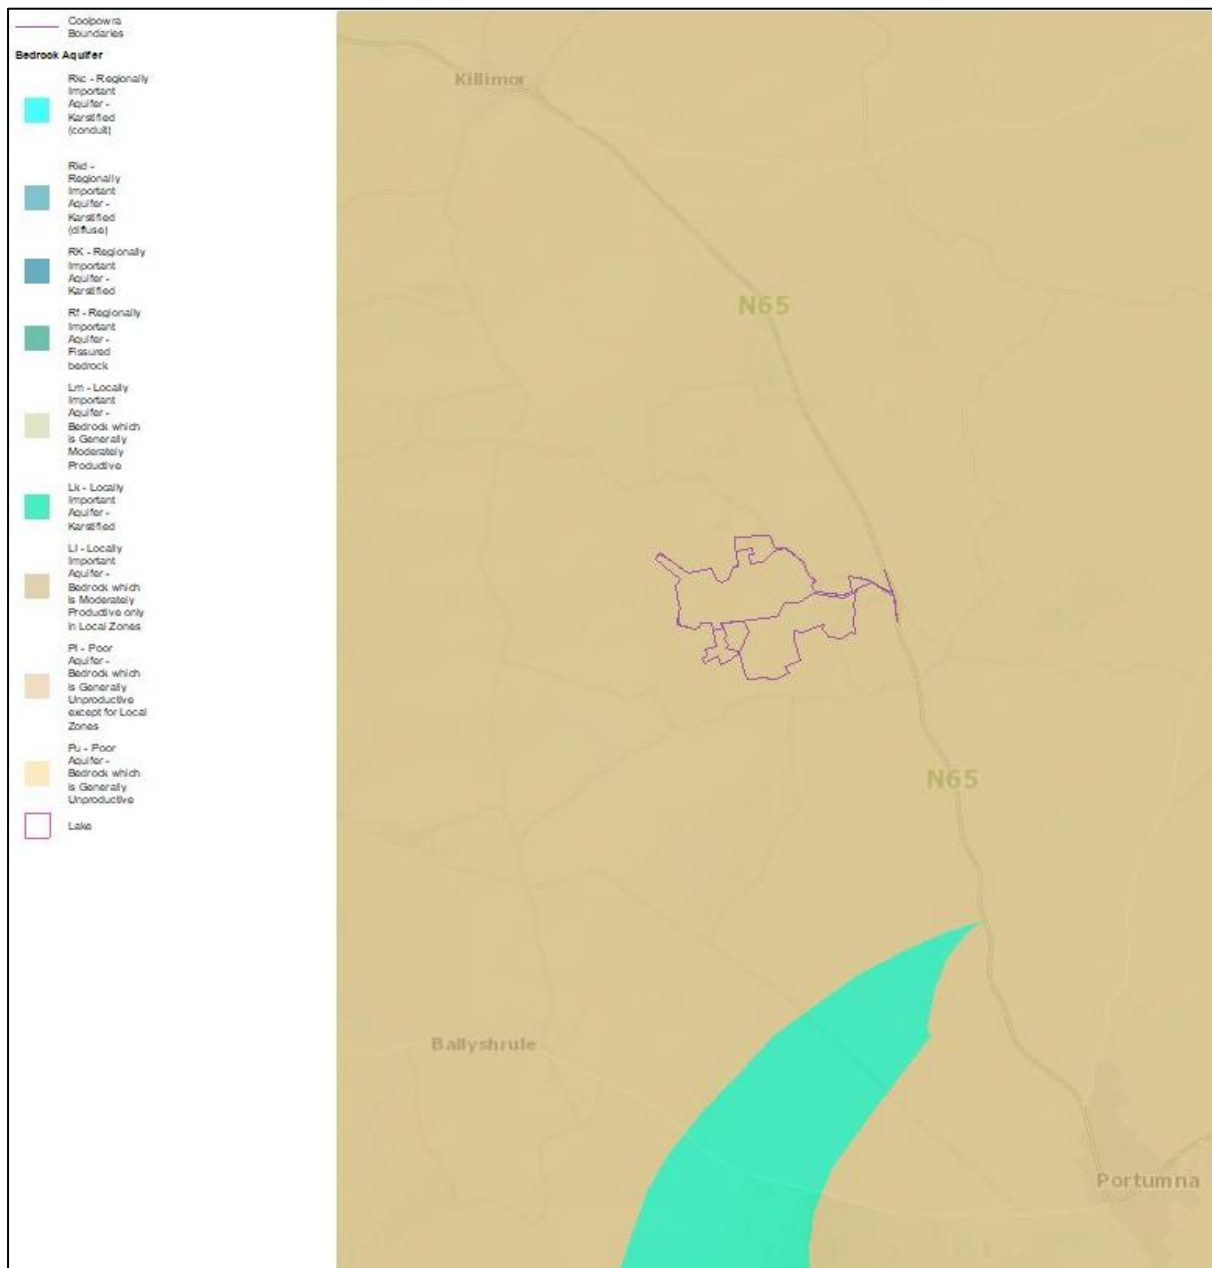 Coolpowra
Boundaries
Bedrock Aquifer
Rkc - Regionally
Important
Aquifer -
Karstified
(conduit)
Rkd -
Regionally
Important
Aquifer -
Karstified
(diffuse)
RK - Regionally
Important
Aquifer -
Karstified
Rf - Regionally
Important
Aquifer -
Fissured
bedrock
Lm - Locally
Important
Aquifer -
Bedrock which
is Generally
Moderately
Productive
Lk - Locally
Important
Aquifer -
Karstified
Ll - Locally
Important
Aquifer -
Bedrock which
is Moderately
Productive only
in Local Zones
Pl - Poor
Aquifer -
Bedrock which
is Generally
Unproductive
except for Local
Zones
Pu - Poor
Aquifer -
Bedrock which
is Generally
Unproductive
Lake
Killimor
N65
N65
Ballyshrule
Portumna